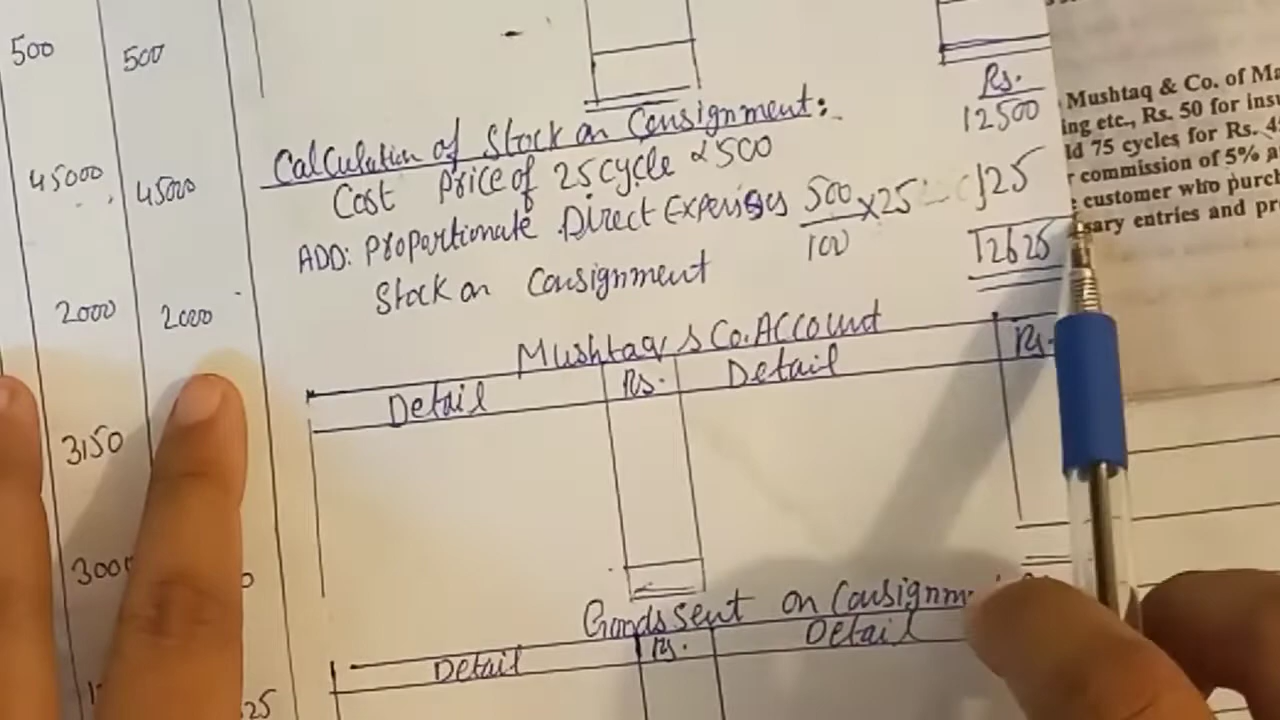 500 500
45000 45000
2000 2000
3150
Rs.
Calculation of Stock on Consignment:
Cost Price of 25 cycle × 500 12500
ADD: Proportionate Direct Expenses 500/100 × 25 = 125
Stock on Consignment 12625
Mushtaq & Co. Account
Detail Rs. Detail Rs.
Goods sent on Consignm
Detail Rs. Detail
Mushtaq & Co. of Ma
ing etc., Rs. 50 for insu
ld 75 cycles for Rs. 4
commission of 5% a
customer who purch
sary entries and pr